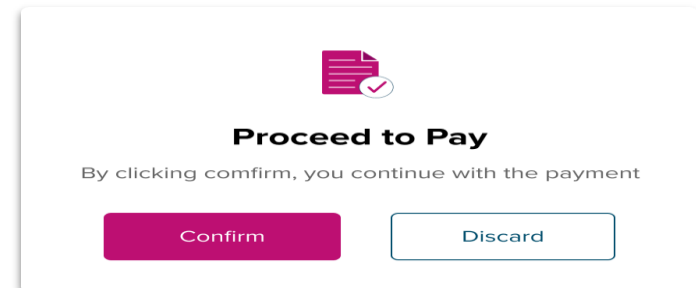 Proceed to Pay
By clicking comfirm, you continue with the payment
Confirm
Discard